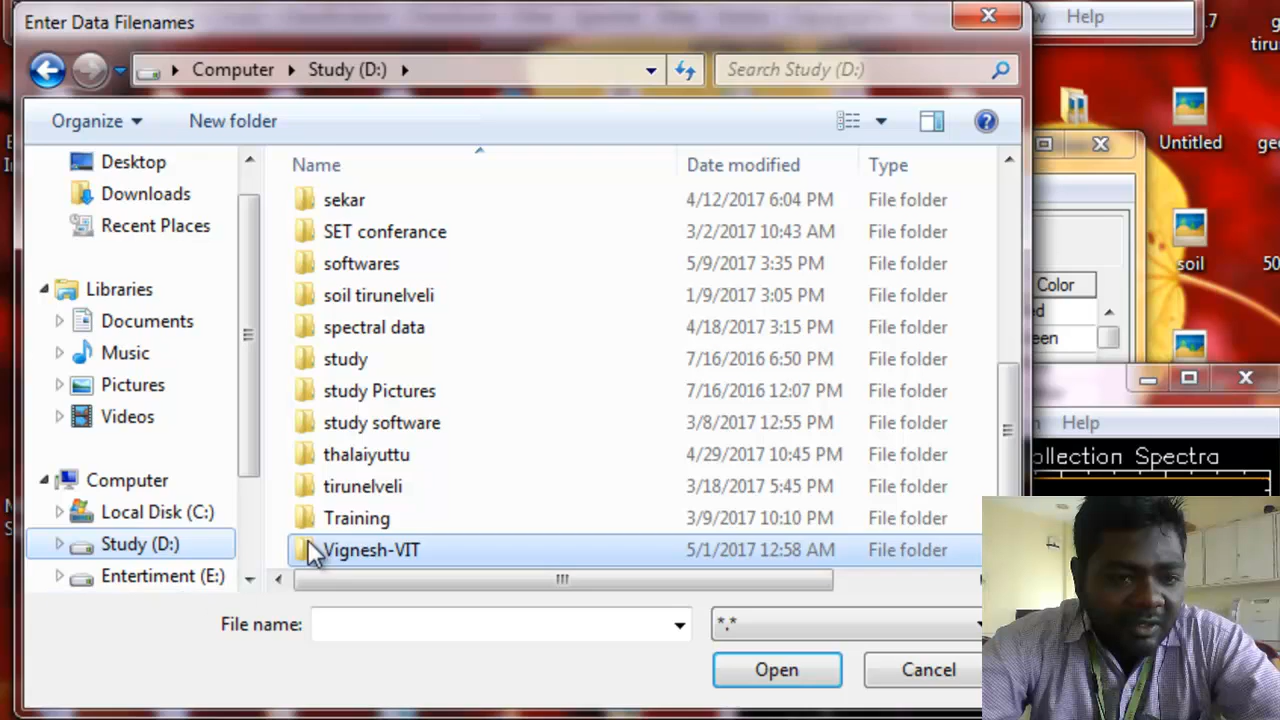 Enter Data Filenames
Computer Study (D:)
Search Study (D:)
Organize
New folder
Desktop
Downloads
Recent Places
Libraries
Documents
Music
Pictures
Videos
Computer
Local Disk (C:)
Study (D:)
Entertiment (E:)
Name Date modified Type
sekar 4/12/2017 6:04 PM File folder
SET conferance 3/2/2017 10:43 AM File folder
softwares 5/9/2017 3:35 PM File folder
soil tirunelveli 1/9/2017 3:05 PM File folder
spectral data 4/18/2017 3:15 PM File folder
study 7/16/2016 6:50 PM File folder
study Pictures 7/16/2016 12:07 PM File folder
study software 3/8/2017 12:55 PM File folder
thalaiyuttu 4/29/2017 10:45 PM File folder
tirunelveli 3/18/2017 5:45 PM File folder
Training 3/9/2017 10:10 PM File folder
Vignesh-VIT 5/1/2017 12:58 AM File folder
File name:
*.*
Open
Cancel
Help
Untitled
soil
Color
Help
ollection Spectra